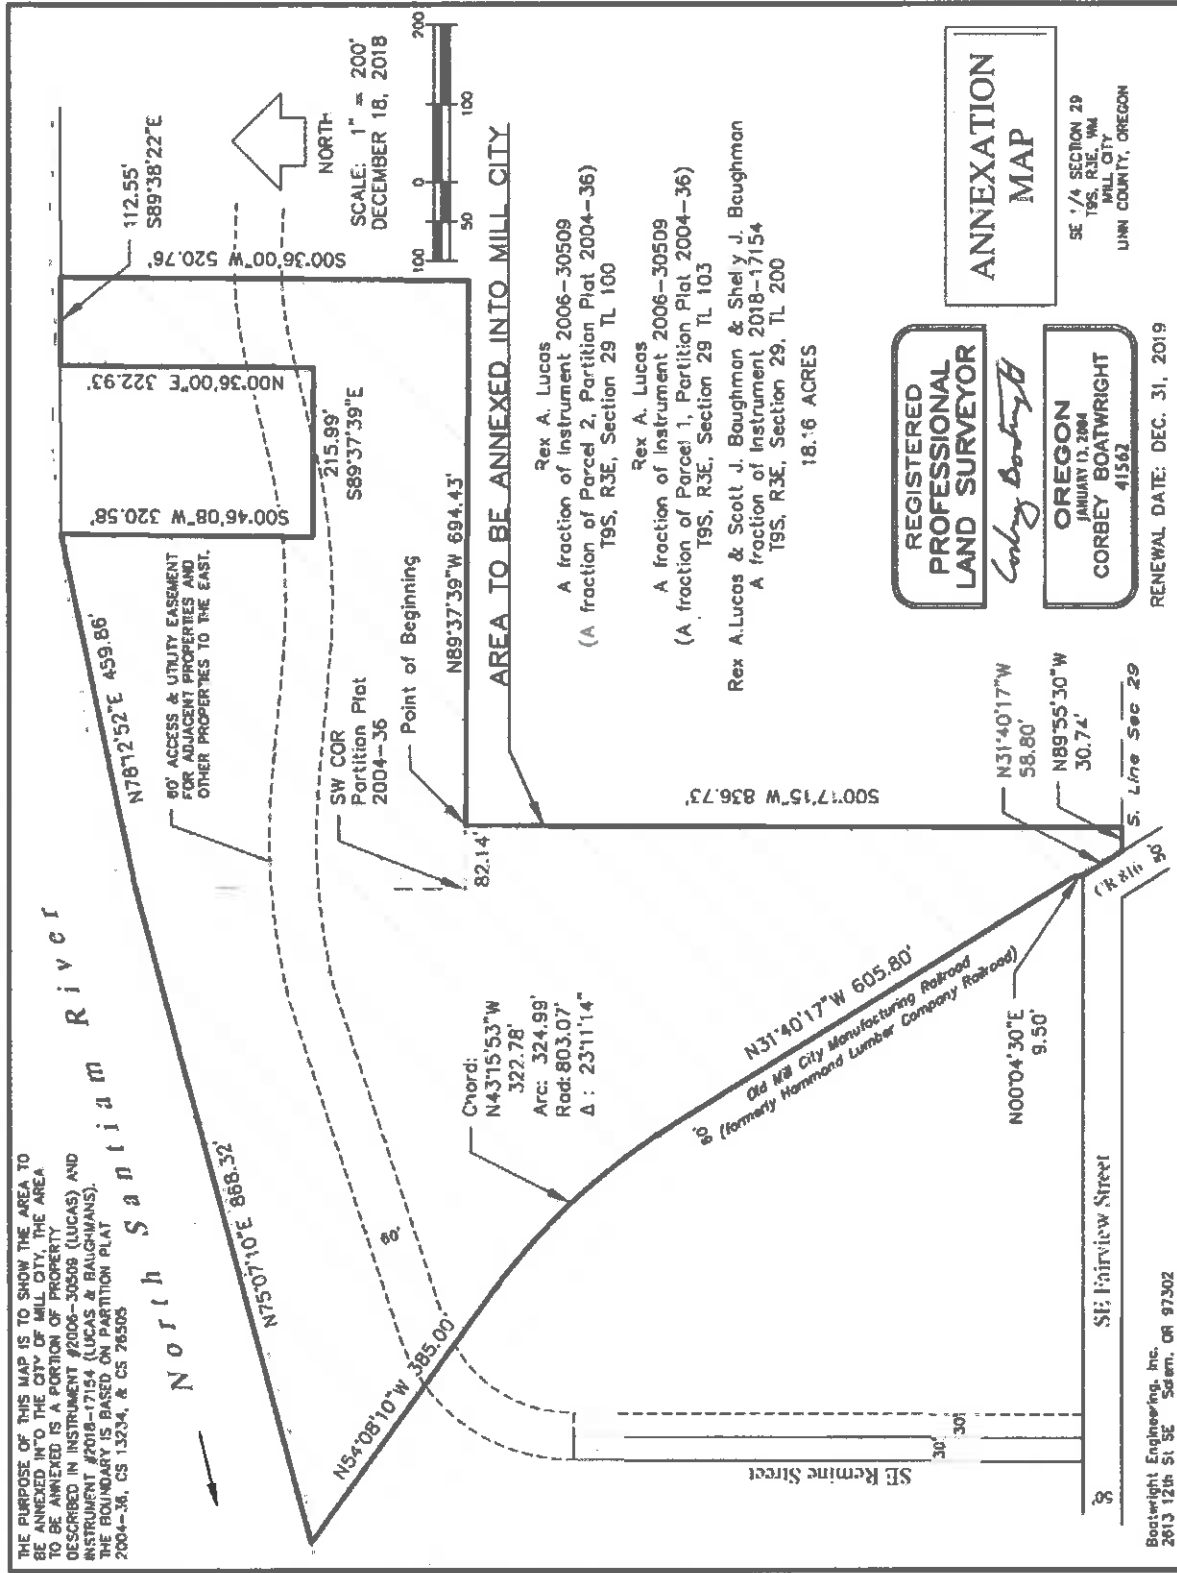 THE PURPOSE OF THIS MAP IS TO SHOW THE AREA TO
BE ANNEXED INTO THE CITY OF MILL CITY, THE AREA
TO BE ANNEXED IS A PORTION OF PROPERTY
DESCRIBED IN INSTRUMENT #2006-30509 (LUCAS) AND
INSTRUMENT #2018-17154 (LUCAS & BAUGHMANS).
THE BOUNDARY IS BASED ON PARTITION PLAT
2004-36, CS 13234, & CS 26505
North Santiam River
N75°07'10"E 868.32'
N78°12'52"E 459.86'
60' ACCESS & UTILITY EASEMENT
FOR ADJACENT PROPERTIES AND
OTHER PROPERTIES TO THE EAST.
S00°46'08"W 320.58'
215.99'
S89°37'39"E
N00°36'00"E 322.93'
112.55'
S89°38'22"E
S00°36'00"W 520.76'
NORTH
SCALE: 1" = 200'
DECEMBER 18, 2018
100
50
0
100
200
SW COR
Partition Plat
2004-36
Point of Beginning
82.14'
N89°37'39"W 694.43'
AREA TO BE ANNEXED INTO MILL CITY
Rex A. Lucas
A fraction of Instrument 2006-30509
(A fraction of Parcel 2, Partition Plat 2004-36)
T9S, R3E, Section 29 TL 100
Rex A. Lucas
A fraction of Instrument 2006-30509
(A fraction of Parcel 1, Partition Plat 2004-36)
T9S, R3E, Section 29 TL 103
Rex A.Lucas & Scott J. Baughman & Shelly J. Baughman
A fraction of Instrument 2018-17154
T9S, R3E, Section 29, TL 200
18.16 ACRES
S00°17'15"W 836.73'
Chord:
N43°15'53"W
322.78'
Arc: 324.99'
Rad: 803.07'
Δ: 23°11'14"
60'
N54°08'10"W 385.00'
N31°40'17"W 605.80'
60'
Old Mill City Manufacturing Railroad
(formerly Hammond Lumber Company Railroad)
N00°04'30"E
9.50'
N31°40'17"W
58.80'
N89°55'30"W
30.74'
S. Line Sec 29
CR 816
50'
SE Remine Street
30'
30'
SE Fairview Street
REGISTERED
PROFESSIONAL
LAND SURVEYOR
Corbey Boatwright
OREGON
JANUARY 13, 2004
CORBEY BOATWRIGHT
41562
RENEWAL DATE: DEC. 31, 2019
ANNEXATION
MAP
SE 1/4 SECTION 29
T9S, R3E, WM
MILL CITY
LINN COUNTY, OREGON
Boatwright Engineering, Inc.
2613 12th St SE Salem, OR 97302